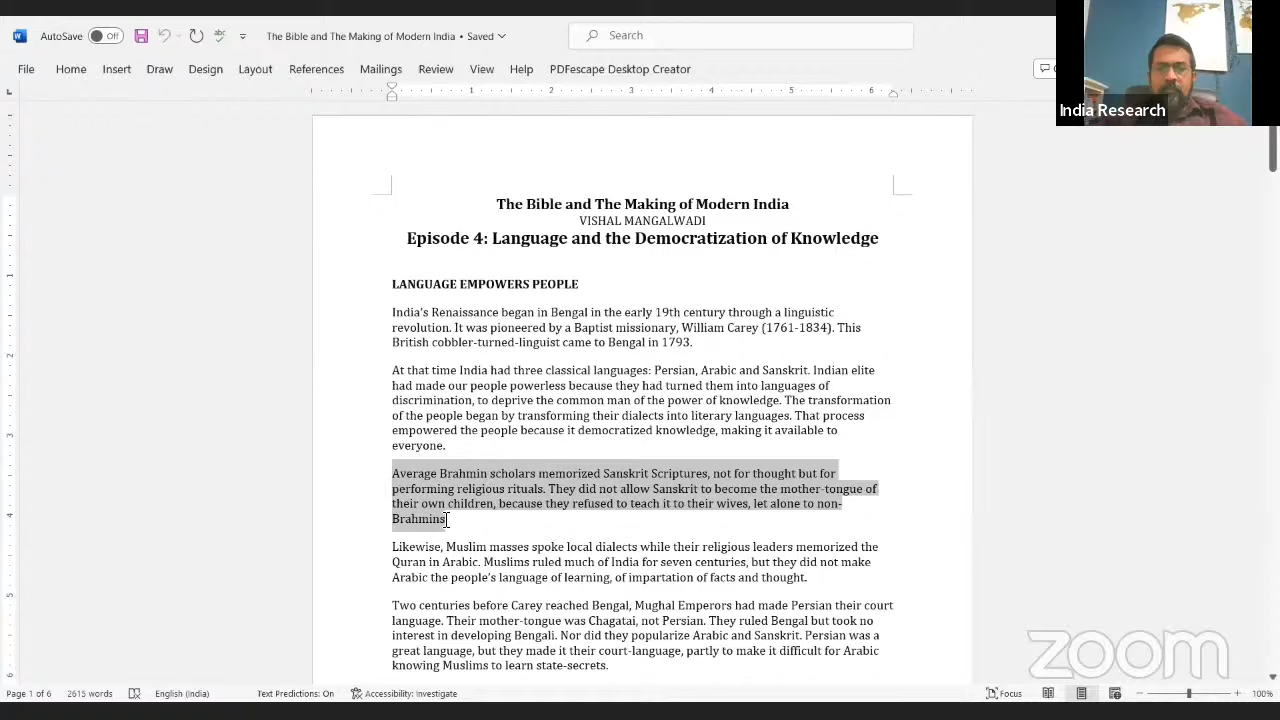 AutoSave Off The Bible and The Making of Modern India • Saved Search
File Home Insert Draw Design Layout References Mailings Review View Help PDFescape Desktop Creator
India Research
1 2 3 4 5 6
The Bible and The Making of Modern India
VISHAL MANGALWADI
Episode 4: Language and the Democratization of Knowledge
LANGUAGE EMPOWERS PEOPLE
India's Renaissance began in Bengal in the early 19th century through a linguistic
revolution. It was pioneered by a Baptist missionary, William Carey (1761-1834). This
British cobbler-turned-linguist came to Bengal in 1793.
At that time India had three classical languages: Persian, Arabic and Sanskrit. Indian elite
had made our people powerless because they had turned them into languages of
discrimination, to deprive the common man of the power of knowledge. The transformation
of the people began by transforming their dialects into literary languages. That process
empowered the people because it democratized knowledge, making it available to
everyone.
Average Brahmin scholars memorized Sanskrit Scriptures, not for thought but for
performing religious rituals. They did not allow Sanskrit to become the mother-tongue of
their own children, because they refused to teach it to their wives, let alone to non-
Brahmins
Likewise, Muslim masses spoke local dialects while their religious leaders memorized the
Quran in Arabic. Muslims ruled much of India for seven centuries, but they did not make
Arabic the people's language of learning, of impartation of facts and thought.
Two centuries before Carey reached Bengal, Mughal Emperors had made Persian their court
language. Their mother-tongue was Chagatai, not Persian. They ruled Bengal but took no
interest in developing Bengali. Nor did they popularize Arabic and Sanskrit. Persian was a
great language, but they made it their court-language, partly to make it difficult for Arabic
knowing Muslims to learn state-secrets.
zoom
Page 1 of 6 2615 words English (India) Text Predictions: On Accessibility: Investigate Focus 100%